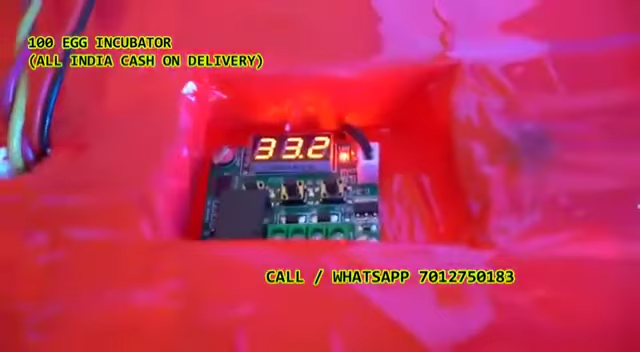 100 EGG INCUBATOR
(ALL INDIA CASH ON DELIVERY)
33.2
CALL / WHATSAPP 7012750183